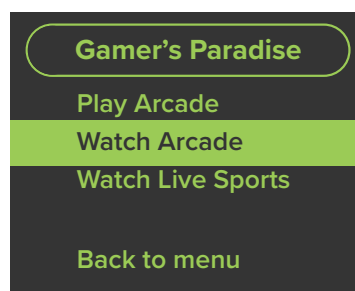 Gamer's Paradise
Play Arcade
Watch Arcade
Watch Live Sports
Back to menu